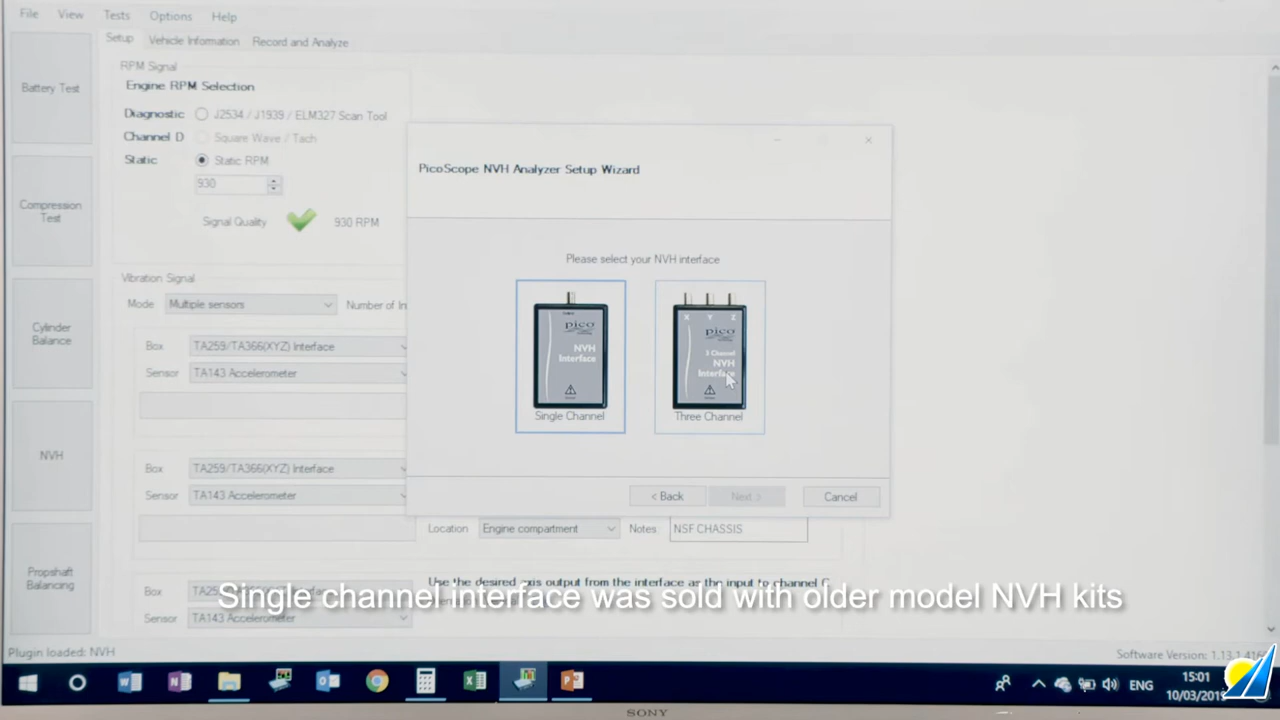 File View Tests Options Help
Setup Vehicle Information Record and Analyze
Battery Test
Compression Test
Cylinder Balance
NVH
Propshaft Balancing
RPM Signal
Engine RPM Selection
Diagnostic J2534 / J1939 / ELM327 Scan Tool
Channel D Square Wave / Tach
Static Static RPM
930
Signal Quality 930 RPM
Vibration Signal
Mode Multiple sensors Number of
Box TA259/TA366(XYZ) Interface
Sensor TA143 Accelerometer
Box TA259/TA366(XYZ) Interface
Sensor TA143 Accelerometer
Location Engine compartment Notes NSF CHASSIS
Use the desired axis output from the interface as the input to channel
Box
Sensor TA143 Accelerometer
PicoScope NVH Analyzer Setup Wizard
Please select your NVH interface
pico
NVH
Interface
Single Channel
X Y Z
pico
3 Channel
NVH
Interface
Three Channel
< Back Next > Cancel
Single channel interface was sold with older model NVH kits
Plugin loaded: NVH
Software Version: 1.13.1
ENG
15:01
SONY